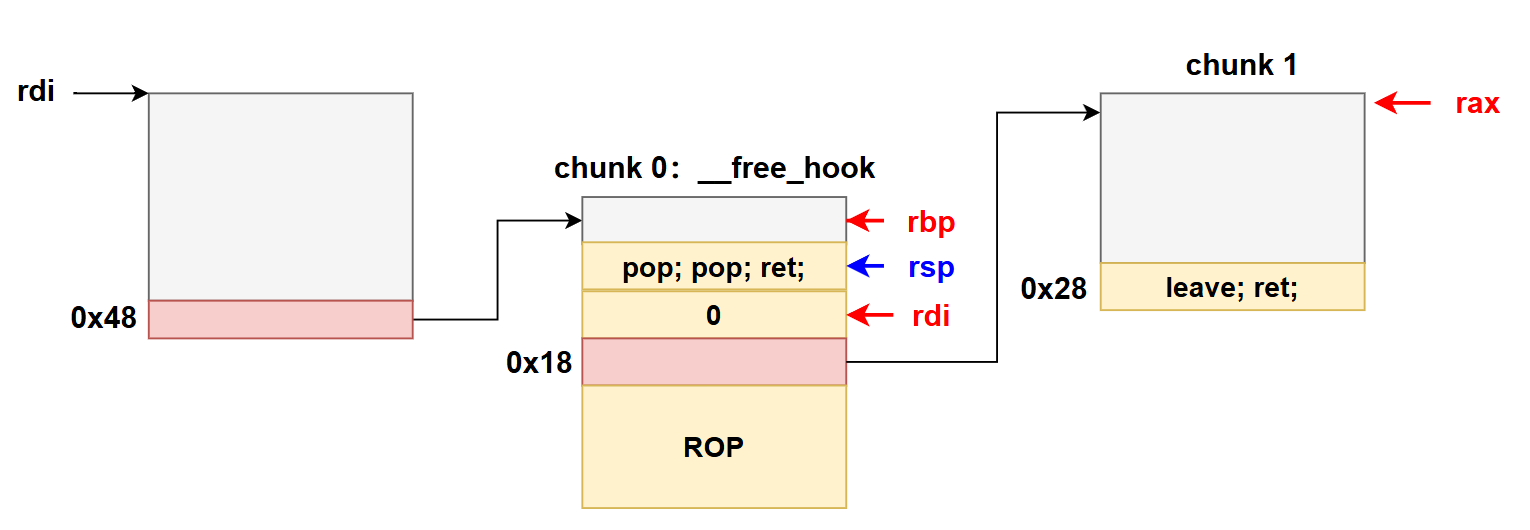 chunk 1
rdi
rax
chunk 0：__free_hook
rbp
pop; pop; ret;
rsp
0x28
leave; ret;
0x48
0
rdi
0x18
ROP